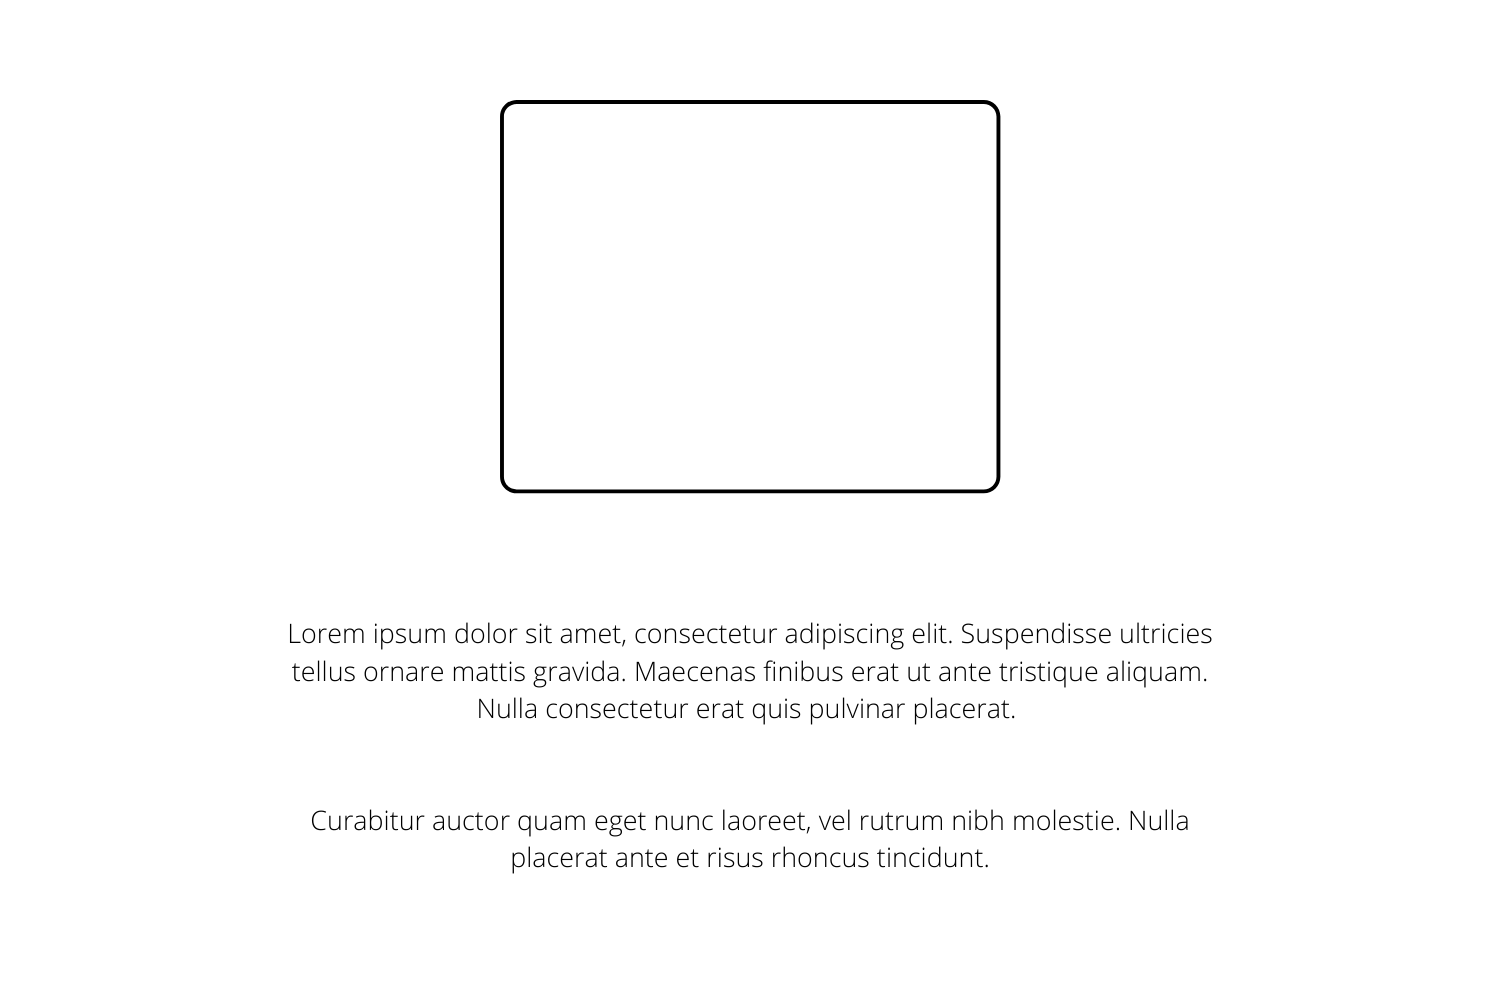 Lorem ipsum dolor sit amet, consectetur adipiscing elit. Suspendisse ultricies
tellus ornare mattis gravida. Maecenas finibus erat ut ante tristique aliquam.
Nulla consectetur erat quis pulvinar placerat.
Curabitur auctor quam eget nunc laoreet, vel rutrum nibh molestie. Nulla
placerat ante et risus rhoncus tincidunt.